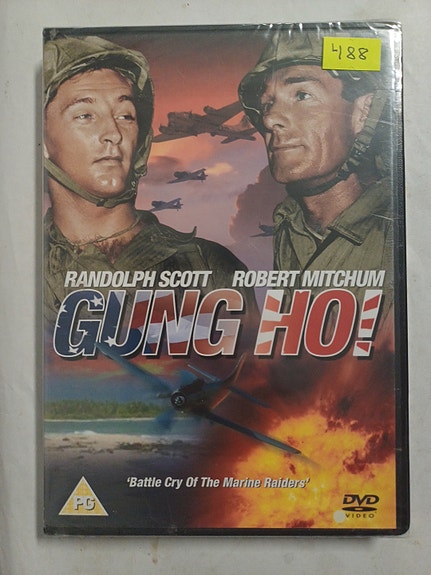 488
RANDOLPH SCOTT ROBERT MITCHUM
GUNG HO!
'Battle Cry Of The Marine Raiders'
PG
DVD
VIDEO